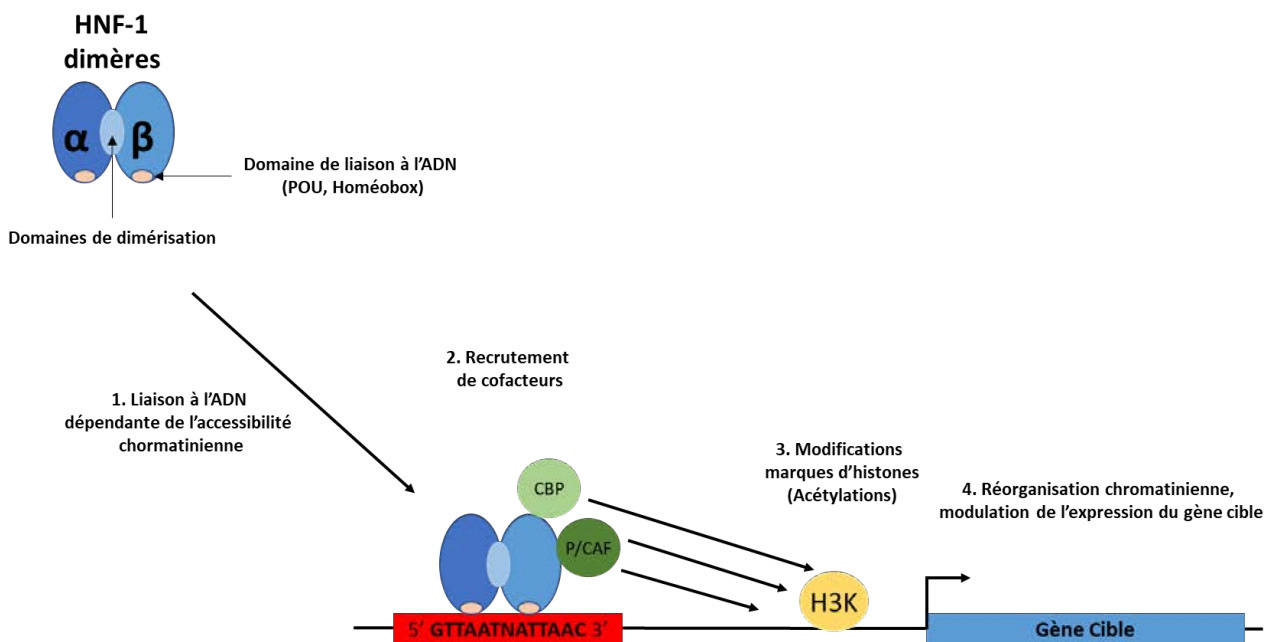 HNF-1
dimères
α β
Domaine de liaison à l'ADN
(POU, Homéobox)
Domaines de dimérisation
1. Liaison à l'ADN
dépendante de l'accessibilité
chormatinienne
2. Recrutement
de cofacteurs
CBP
P/CAF
3. Modifications
marques d'histones
(Acétylations)
4. Réorganisation chromatinienne,
modulation de l'expression du gène cible
H3K
5' GTTAATNATTAAC 3'
Gène Cible